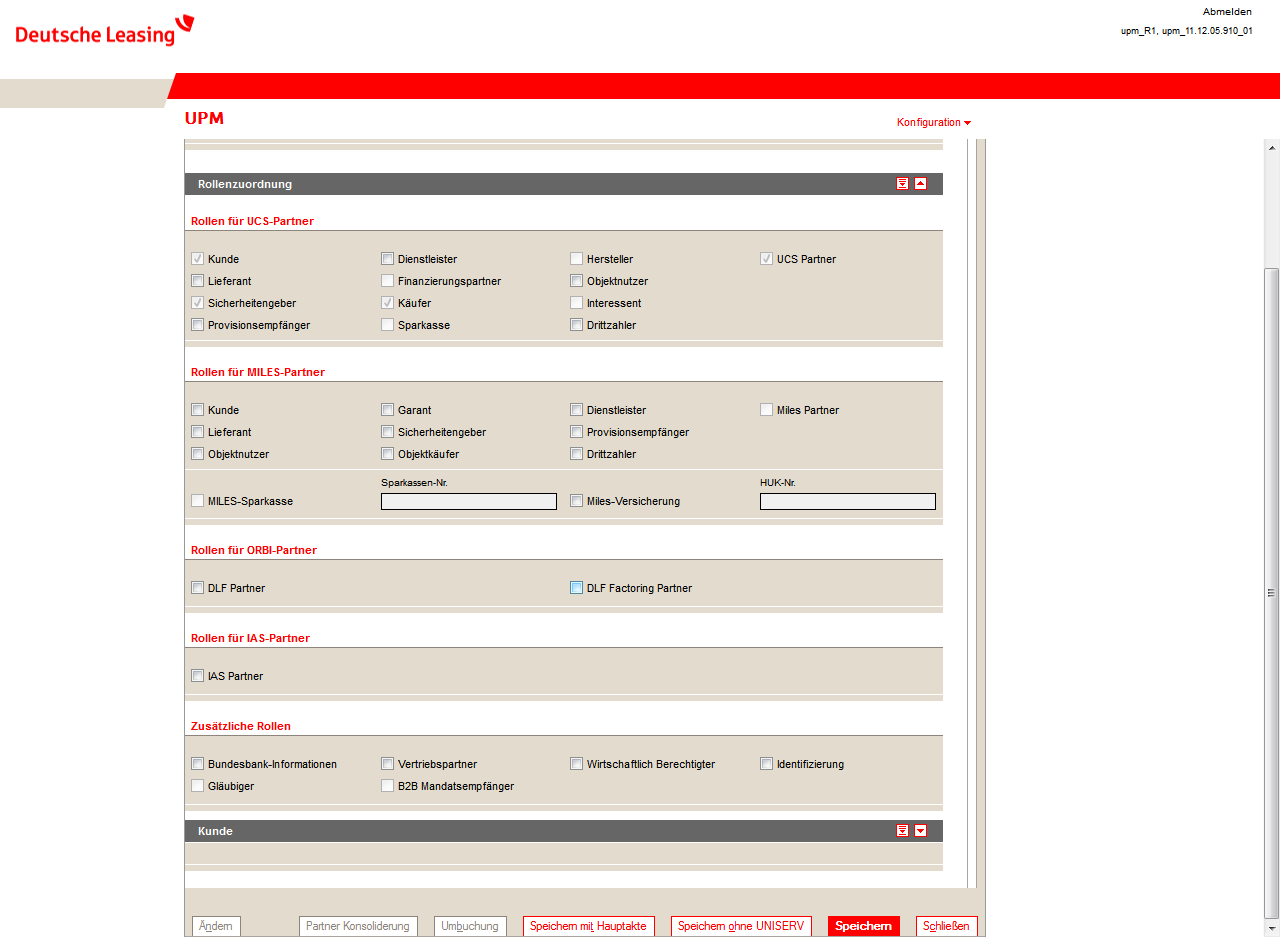 Deutsche Leasing
Abmelden
upm_R1, upm_11.12.05.910_01
UPM
Konfiguration
Rollenzuordnung
Rollen für UCS-Partner
Kunde Dienstleister Hersteller UCS Partner
Lieferant Finanzierungspartner Objektnutzer
Sicherheitengeber Käufer Interessent
Provisionsempfänger Sparkasse Drittzahler
Rollen für MILES-Partner
Kunde Garant Dienstleister Miles Partner
Lieferant Sicherheitengeber Provisionsempfänger
Objektnutzer Objektkäufer Drittzahler
Sparkassen-Nr. HUK-Nr.
MILES-Sparkasse Miles-Versicherung
Rollen für ORBI-Partner
DLF Partner DLF Factoring Partner
Rollen für IAS-Partner
IAS Partner
Zusätzliche Rollen
Bundesbank-Informationen Vertriebspartner Wirtschaftlich Berechtigter Identifizierung
Gläubiger B2B Mandatsempfänger
Kunde
Ändern Partner Konsolidierung Umbuchung Speichern mit Hauptakte Speichern ohne UNISERV Speichern Schließen